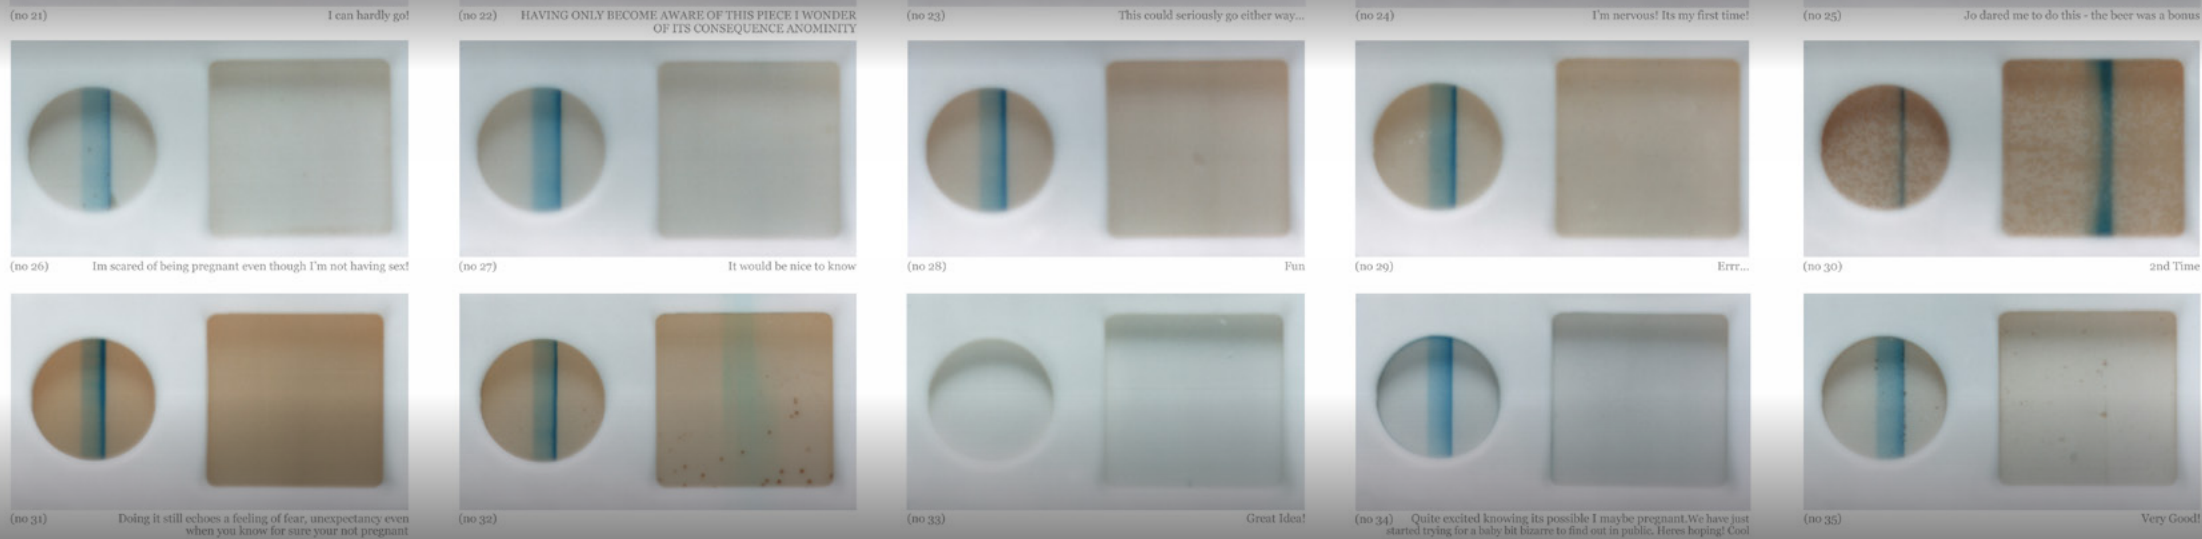 (no 21) I can hardly go!
(no 22) HAVING ONLY BECOME AWARE OF THIS PIECE I WONDER
OF ITS CONSEQUENCE ANOMINITY
(no 23) This could seriously go either way...
(no 24) I'm nervous! Its my first time!
(no 25) Jo dared me to do this - the beer was a bonus
(no 26) Im scared of being pregnant even though I'm not having sex!
(no 27) It would be nice to know
(no 28) Fun
(no 29) Errr...
(no 30) 2nd Time
(no 31) Doing it still echoes a feeling of fear, unexpectancy even
when you know for sure your not pregnant
(no 32)
(no 33) Great Idea!
(no 34) Quite excited knowing its possible I maybe pregnant.We have just
started trying for a baby bit bizarre to find out in public. Heres hoping! Cool
(no 35) Very Good!